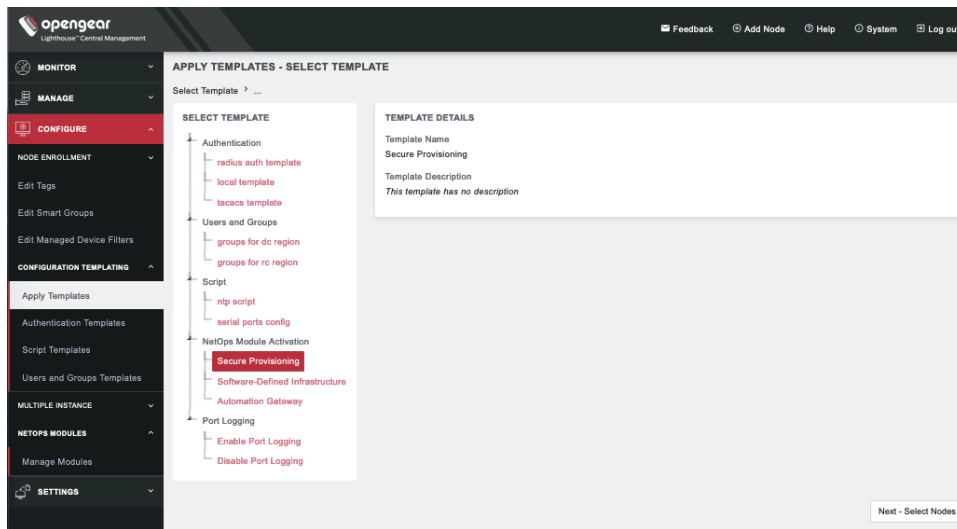 opengear
Lighthouse™ Central Management
Feedback
Add Node
Help
System
Log ou
MONITOR
MANAGE
CONFIGURE
NODE ENROLLMENT
Edit Tags
Edit Smart Groups
Edit Managed Device Filters
CONFIGURATION TEMPLATING
Apply Templates
Authentication Templates
Script Templates
Users and Groups Templates
MULTIPLE INSTANCE
NETOPS MODULES
Manage Modules
SETTINGS
APPLY TEMPLATES - SELECT TEMPLATE
Select Template > ...
SELECT TEMPLATE
Authentication
radius auth template
local template
tacacs template
Users and Groups
groups for dc region
groups for rc region
Script
ntp script
serial ports config
NetOps Module Activation
Secure Provisioning
Software-Defined Infrastructure
Automation Gateway
Port Logging
Enable Port Logging
Disable Port Logging
TEMPLATE DETAILS
Template Name
Secure Provisioning
Template Description
This template has no description
Next - Select Nodes